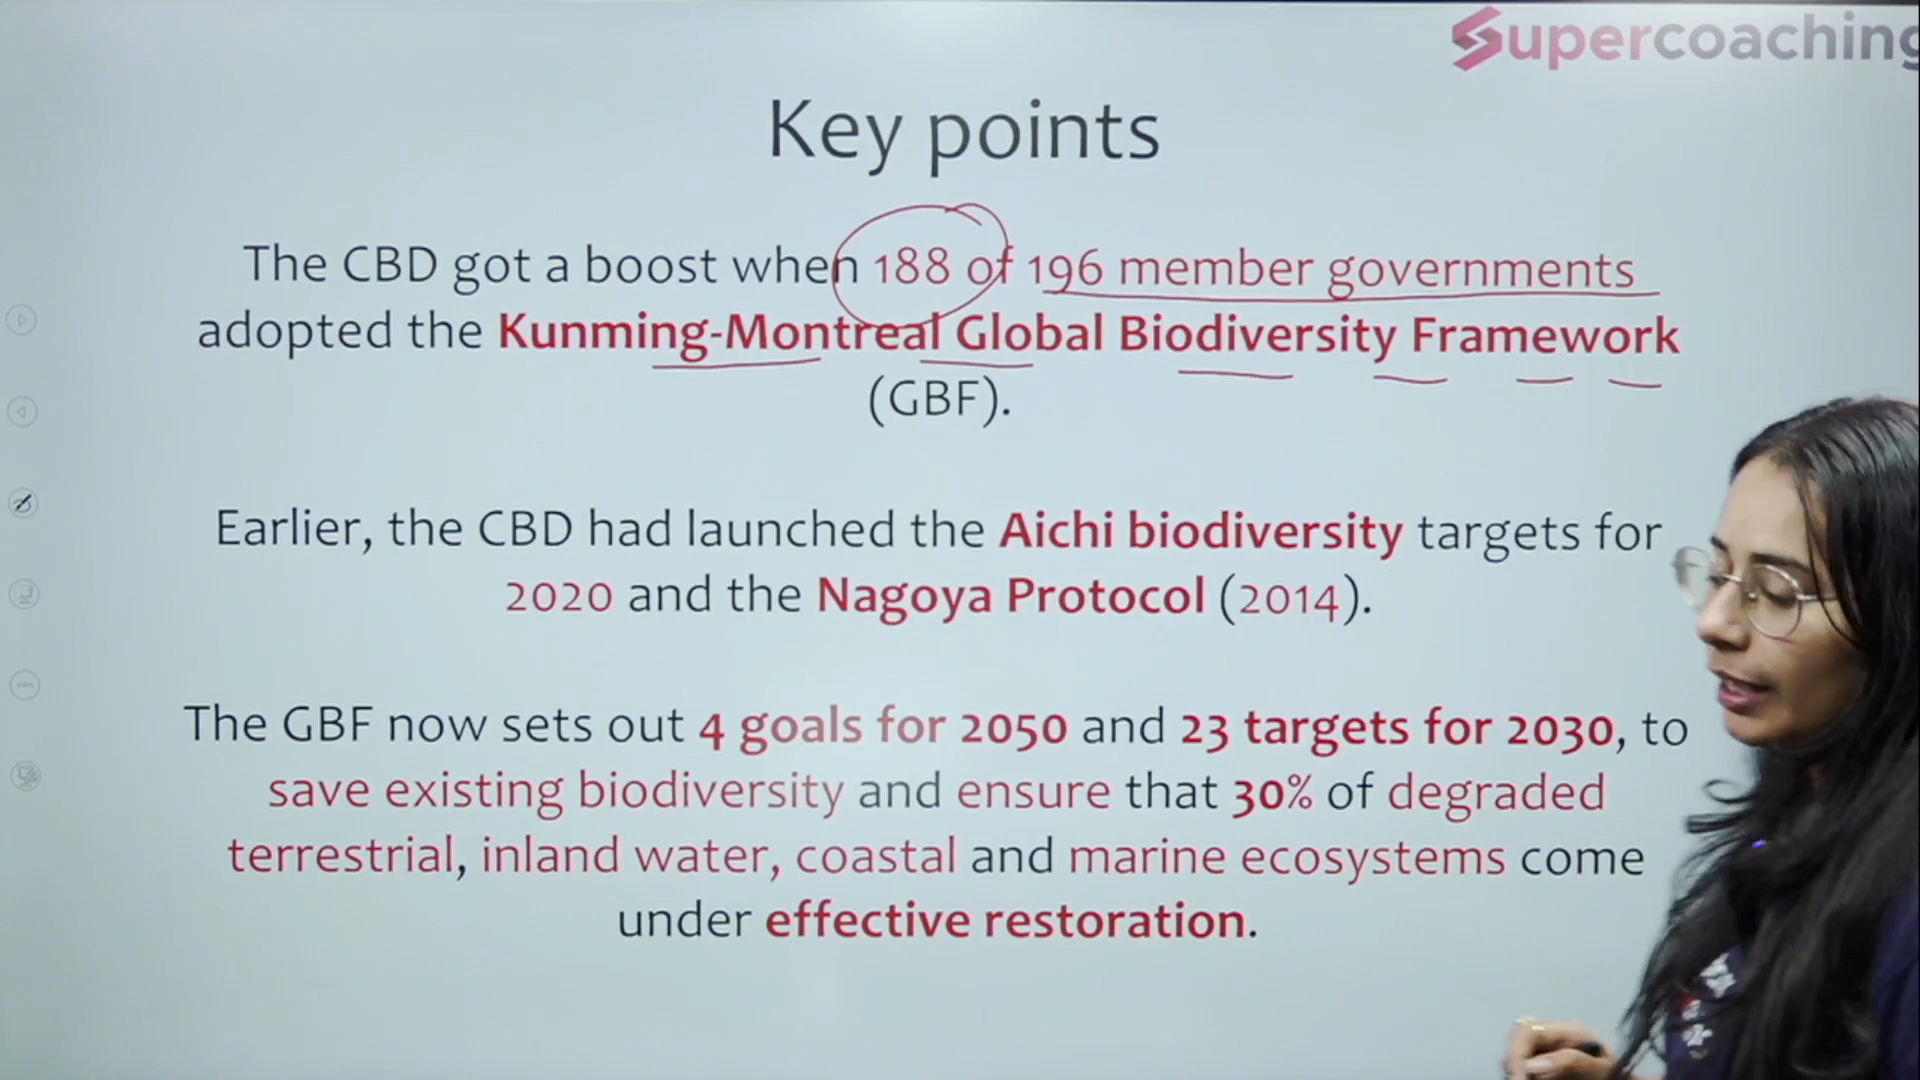 Supercoaching
Key points
The CBD got a boost when 188 of 196 member governments
adopted the Kunming-Montreal Global Biodiversity Framework
(GBF).
Earlier, the CBD had launched the Aichi biodiversity targets for
2020 and the Nagoya Protocol (2014).
The GBF now sets out 4 goals for 2050 and 23 targets for 2030, to
save existing biodiversity and ensure that 30% of degraded
terrestrial, inland water, coastal and marine ecosystems come
under effective restoration.